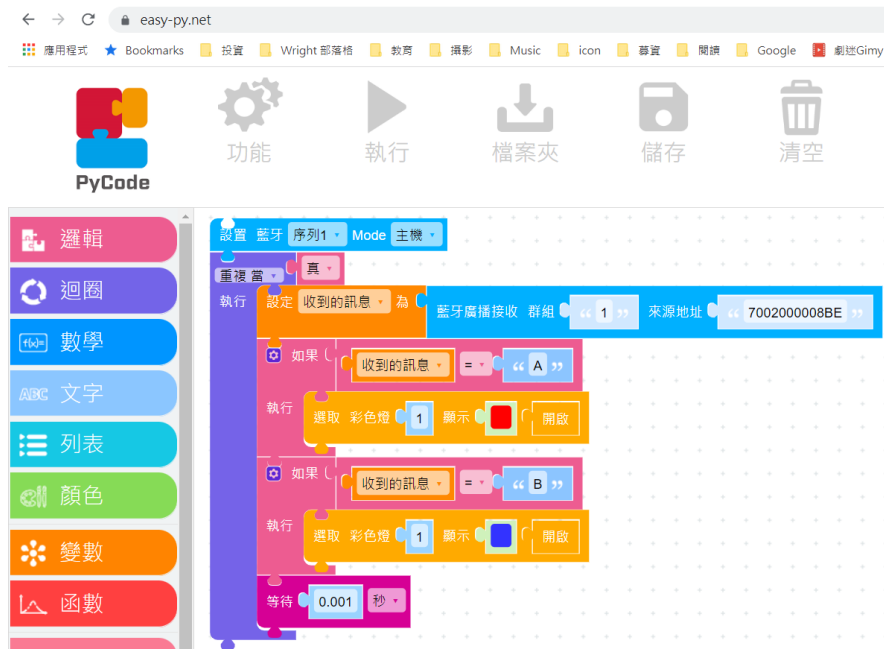 easy-py.net
應用程式 Bookmarks 投資 Wright 部落格 教育 攝影 Music icon 募資 閱讀 Google 劇迷Gimy
PyCode
功能 執行 檔案夾 儲存 清空
邏輯
迴圈
數學
文字
列表
顏色
變數
函數
f(x)=
ABC
設置 藍牙 序列1 Mode 主機
重複 當 真
執行 設定 收到的訊息 為 藍牙廣播接收 群組 “ 1 ” 來源地址 “ 7002000008BE ”
如果 收到的訊息 = “ A ”
執行 選取 彩色燈 1 顯示 開啟
如果 收到的訊息 = “ B ”
執行 選取 彩色燈 1 顯示 開啟
等待 0.001 秒